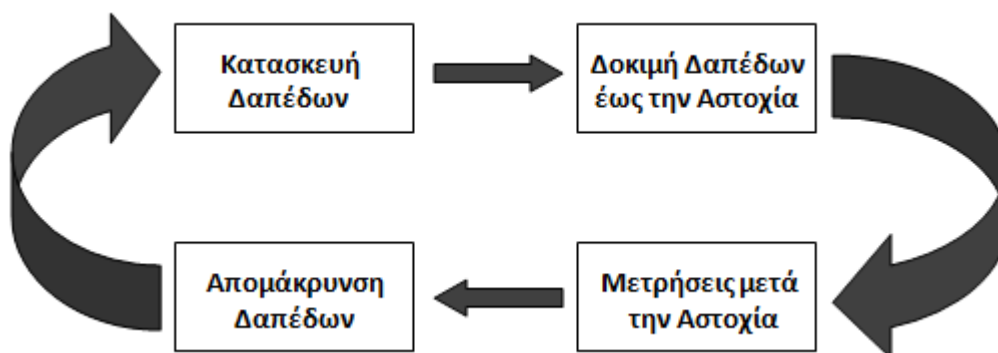 Κατασκευή
Δαπέδων
Δοκιμή Δαπέδων
έως την Αστοχία
Απομάκρυνση
Δαπέδων
Μετρήσεις μετά
την Αστοχία